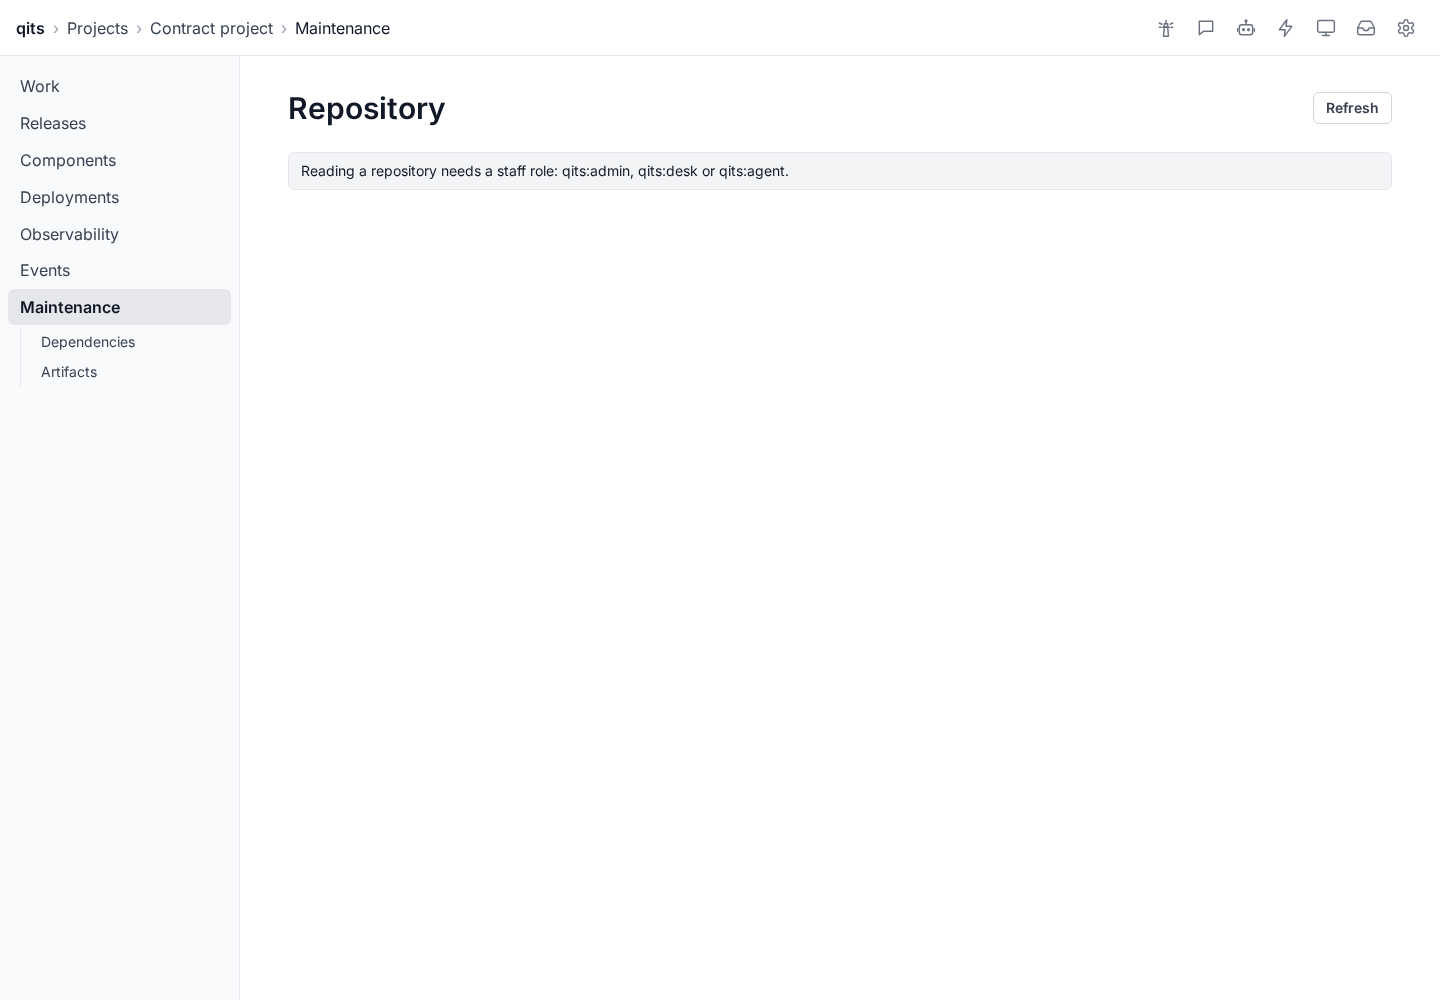 qits › Projects › Contract project › Maintenance
Work
Releases
Components
Deployments
Observability
Events
Maintenance
Dependencies
Artifacts
Repository
Refresh
Reading a repository needs a staff role: qits:admin, qits:desk or qits:agent.